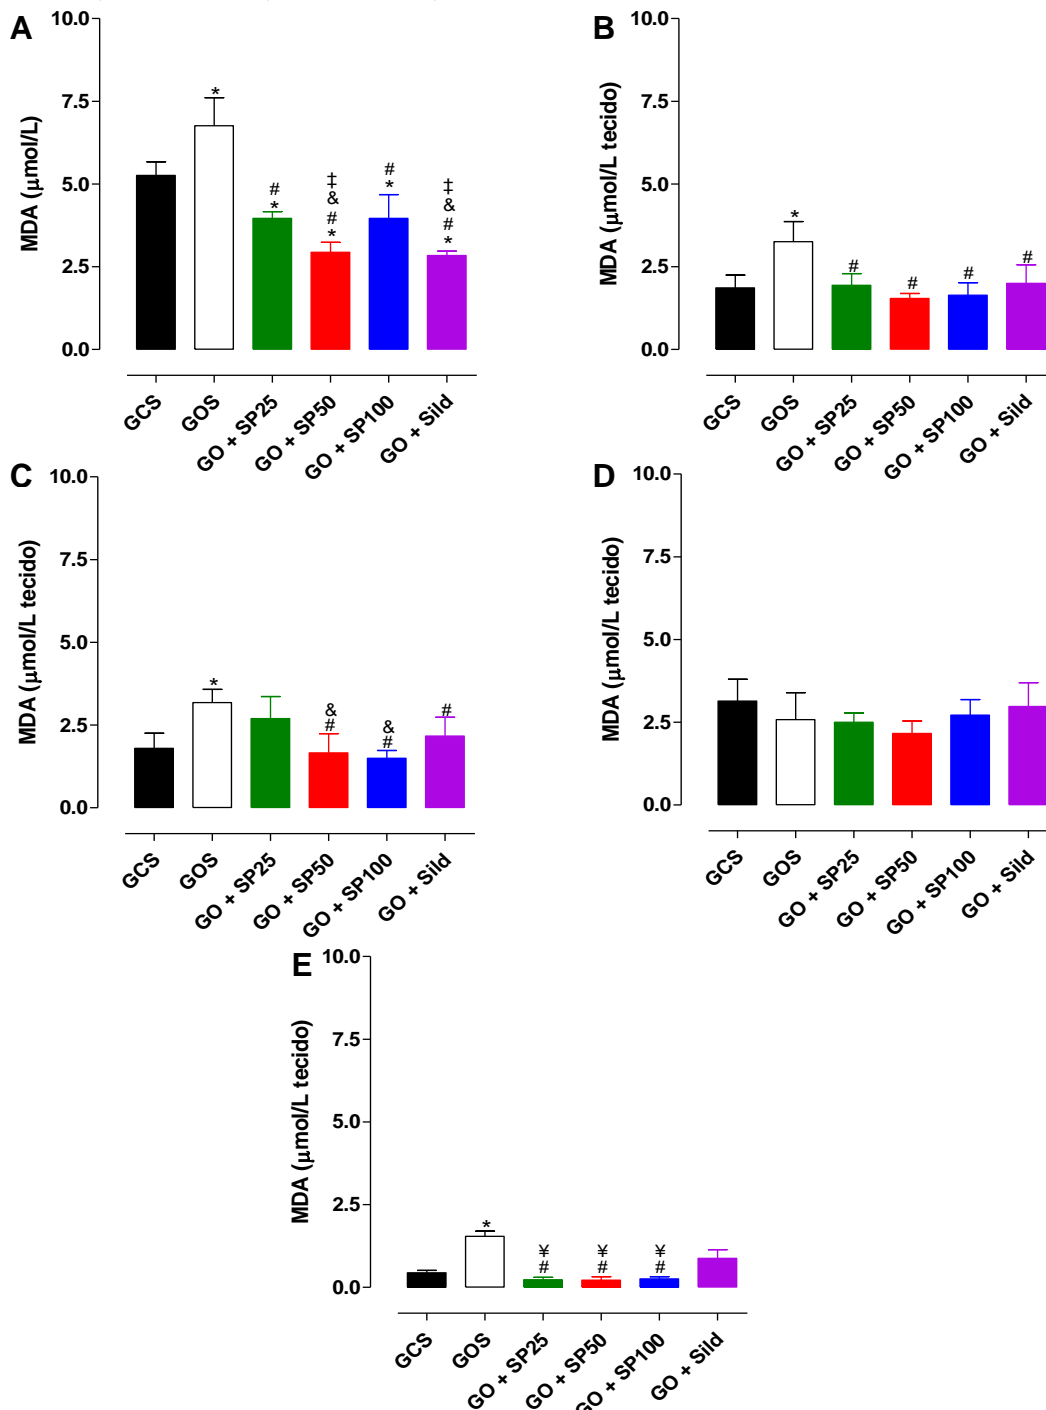 A
MDA (μmol/L)
10.0
7.5
5.0
2.5
0.0
*
#
*
‡
&
#
*
#
*
‡
&
#
*
GCS
GOS
GO + SP25
GO + SP50
GO + SP100
GO + Sild
B
MDA (μmol/L tecido)
10.0
7.5
5.0
2.5
0.0
*
#
#
#
#
GCS
GOS
GO + SP25
GO + SP50
GO + SP100
GO + Sild
C
MDA (μmol/L tecido)
10.0
7.5
5.0
2.5
0.0
*
&
#
&
#
#
GCS
GOS
GO + SP25
GO + SP50
GO + SP100
GO + Sild
D
MDA (μmol/L tecido)
10.0
7.5
5.0
2.5
0.0
GCS
GOS
GO + SP25
GO + SP50
GO + SP100
GO + Sild
E
MDA (μmol/L tecido)
10.0
7.5
5.0
2.5
0.0
*
¥
#
¥
#
¥
#
GCS
GOS
GO + SP25
GO + SP50
GO + SP100
GO + Sild